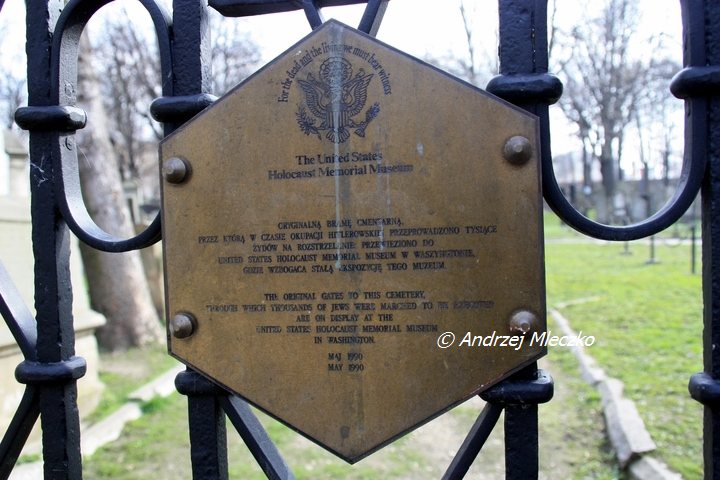 For the dead and the living we must bear witness
The United States
Holocaust Memorial Museum
ORYGINALNĄ BRAMĘ CMENTARNĄ,
PRZEZ KTÓRĄ W CZASIE OKUPACJI HITLEROWSKIEJ PRZEPROWADZONO TYSIĄCE
ŻYDÓW NA ROZSTRZELENIE PRZEWIEZIONO DO
UNITED STATES HOLOCAUST MEMORIAL MUSEUM W WASZYNGTONIE,
GDZIE WZBOGACA STAŁĄ EKSPOZYCJĘ TEGO MUZEUM.
THE ORIGINAL GATES TO THIS CEMETERY,
THROUGH WHICH THOUSANDS OF JEWS WERE MARCHED TO BE EXECUTED
ARE ON DISPLAY AT THE
UNITED STATES HOLOCAUST MEMORIAL MUSEUM
IN WASHINGTON.
MAJ 1990
MAY 1990
© Andrzej Mleczko